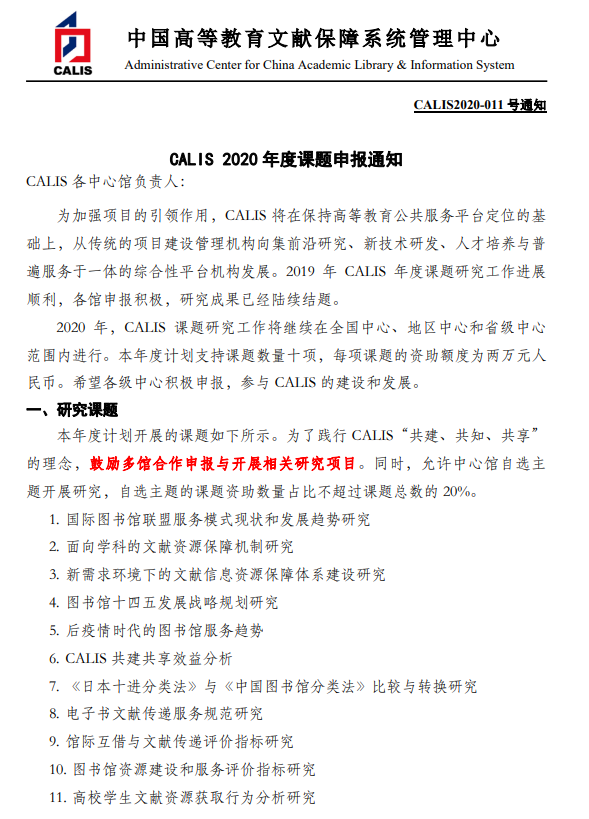 CALIS
中国高等教育文献保障系统管理中心
Administrative Center for China Academic Library & Information System
CALIS2020-011 号通知
CALIS 2020 年度课题申报通知
CALIS 各中心馆负责人：
为加强项目的引领作用，CALIS 将在保持高等教育公共服务平台定位的基
础上，从传统的项目建设管理机构向集前沿研究、新技术研发、人才培养与普
遍服务于一体的综合性平台机构发展。2019 年 CALIS 年度课题研究工作进展
顺利，各馆申报积极，研究成果已经陆续结题。
2020 年，CALIS 课题研究工作将继续在全国中心、地区中心和省级中心
范围内进行。本年度计划支持课题数量十项，每项课题的资助额度为两万元人
民币。希望各级中心积极申报，参与 CALIS 的建设和发展。
一、研究课题
本年度计划开展的课题如下所示。为了践行 CALIS“共建、共知、共享”
的理念，鼓励多馆合作申报与开展相关研究项目。同时，允许中心馆自选主
题开展研究，自选主题的课题资助数量占比不超过课题总数的 20%。
1. 国际图书馆联盟服务模式现状和发展趋势研究
2. 面向学科的文献资源保障机制研究
3. 新需求环境下的文献信息资源保障体系建设研究
4. 图书馆十四五发展战略规划研究
5. 后疫情时代的图书馆服务趋势
6. CALIS 共建共享效益分析
7. 《日本十进分类法》与《中国图书馆分类法》比较与转换研究
8. 电子书文献传递服务规范研究
9. 馆际互借与文献传递评价指标研究
10. 图书馆资源建设和服务评价指标研究
11. 高校学生文献资源获取行为分析研究